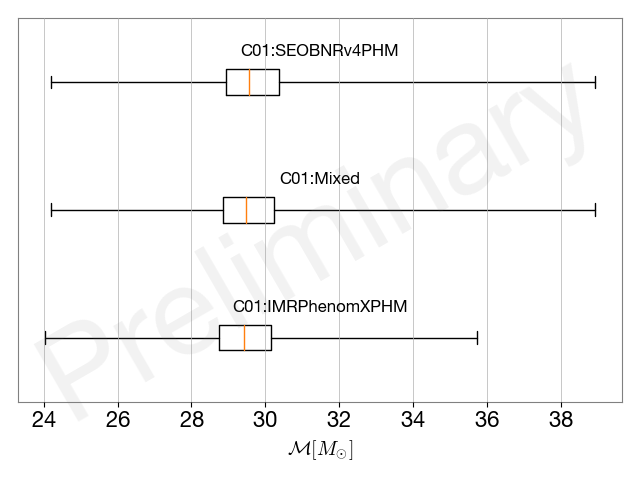 C01:SEOBNRv4PHM
C01:Mixed
C01:IMRPhenomXPHM
Preliminary
24 26 28 30 32 34 36 38
ℳ[M⊙]